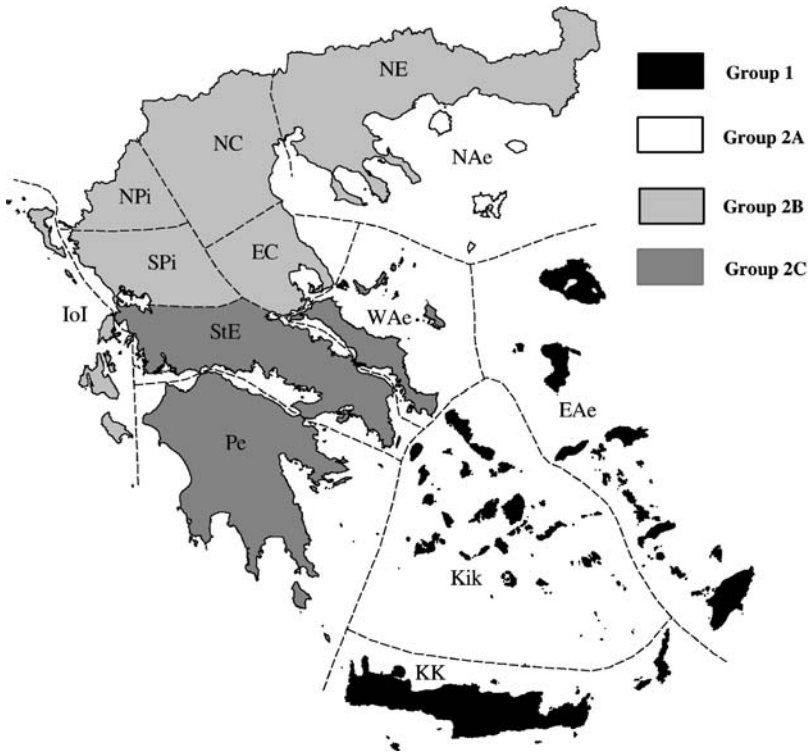 NE
Group 1
NC
Group 2A
NAe
NPi
Group 2B
SPi
EC
Group 2C
IoI
StE
WAe
EAe
Pe
Kik
KK